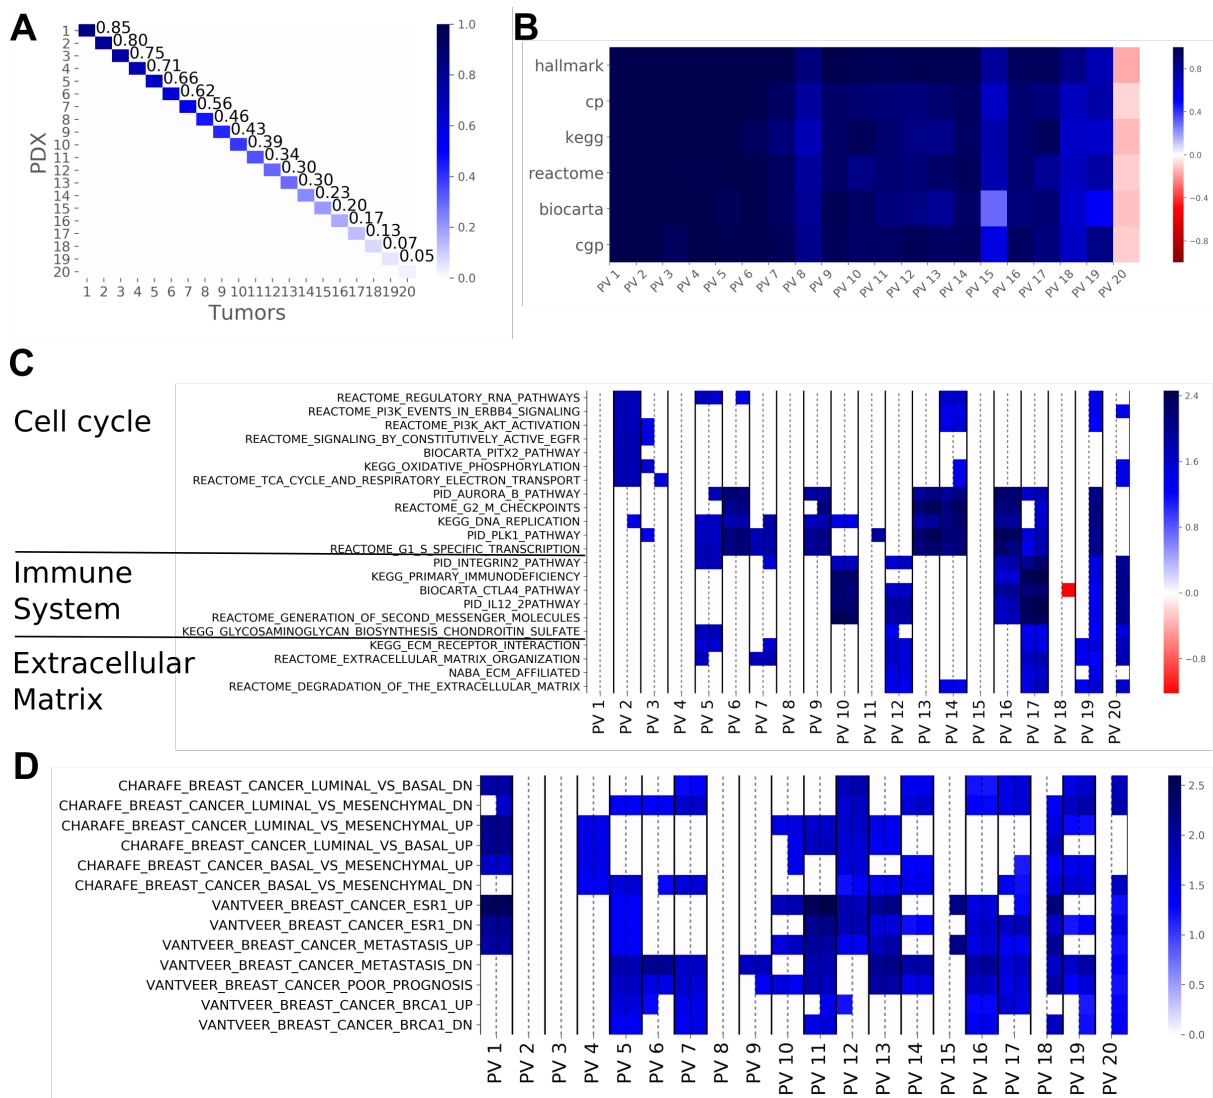 A
PDX
1
2
3
4
5
6
7
8
9
10
11
12
13
14
15
16
17
18
19
20
0.85
0.80
0.75
0.71
0.66
0.62
0.56
0.46
0.43
0.39
0.34
0.30
0.30
0.23
0.20
0.17
0.13
0.07
0.05
1 2 3 4 5 6 7 8 9 10 11 12 13 14 15 16 17 18 19 20
Tumors
1.0
0.8
0.6
0.4
0.2
0.0
B
hallmark
cp
kegg
reactome
biocarta
cgp
PV 1 PV 2 PV 3 PV 4 PV 5 PV 6 PV 7 PV 8 PV 9 PV 10 PV 11 PV 12 PV 13 PV 14 PV 15 PV 16 PV 17 PV 18 PV 19 PV 20
0.8
0.4
0.0
−0.4
−0.8
C
Cell cycle
Immune
System
Extracellular
Matrix
REACTOME_REGULATORY_RNA_PATHWAYS
REACTOME_PI3K_EVENTS_IN_ERBB4_SIGNALING
REACTOME_PI3K_AKT_ACTIVATION
REACTOME_SIGNALING_BY_CONSTITUTIVELY_ACTIVE_EGFR
BIOCARTA_PITX2_PATHWAY
KEGG_OXIDATIVE_PHOSPHORYLATION
REACTOME_TCA_CYCLE_AND_RESPIRATORY_ELECTRON_TRANSPORT
PID_AURORA_B_PATHWAY
REACTOME_G2_M_CHECKPOINTS
KEGG_DNA_REPLICATION
PID_PLK1_PATHWAY
REACTOME_G1_S_SPECIFIC_TRANSCRIPTION
PID_INTEGRIN2_PATHWAY
KEGG_PRIMARY_IMMUNODEFICIENCY
BIOCARTA_CTLA4_PATHWAY
PID_IL12_2PATHWAY
REACTOME_GENERATION_OF_SECOND_MESSENGER_MOLECULES
KEGG_GLYCOSAMINOGLYCAN_BIOSYNTHESIS_CHONDROITIN_SULFATE
KEGG_ECM_RECEPTOR_INTERACTION
REACTOME_EXTRACELLULAR_MATRIX_ORGANIZATION
NABA_ECM_AFFILIATED
REACTOME_DEGRADATION_OF_THE_EXTRACELLULAR_MATRIX
PV 1 PV 2 PV 3 PV 4 PV 5 PV 6 PV 7 PV 8 PV 9 PV 10 PV 11 PV 12 PV 13 PV 14 PV 15 PV 16 PV 17 PV 18 PV 19 PV 20
2.4
1.6
0.8
0.0
−0.8
D
CHARAFE_BREAST_CANCER_LUMINAL_VS_BASAL_DN
CHARAFE_BREAST_CANCER_LUMINAL_VS_MESENCHYMAL_DN
CHARAFE_BREAST_CANCER_LUMINAL_VS_MESENCHYMAL_UP
CHARAFE_BREAST_CANCER_LUMINAL_VS_BASAL_UP
CHARAFE_BREAST_CANCER_BASAL_VS_MESENCHYMAL_UP
CHARAFE_BREAST_CANCER_BASAL_VS_MESENCHYMAL_DN
VANTVEER_BREAST_CANCER_ESR1_UP
VANTVEER_BREAST_CANCER_ESR1_DN
VANTVEER_BREAST_CANCER_METASTASIS_UP
VANTVEER_BREAST_CANCER_METASTASIS_DN
VANTVEER_BREAST_CANCER_POOR_PROGNOSIS
VANTVEER_BREAST_CANCER_BRCA1_UP
VANTVEER_BREAST_CANCER_BRCA1_DN
PV 1 PV 2 PV 3 PV 4 PV 5 PV 6 PV 7 PV 8 PV 9 PV 10 PV 11 PV 12 PV 13 PV 14 PV 15 PV 16 PV 17 PV 18 PV 19 PV 20
2.5
2.0
1.5
1.0
0.5
0.0